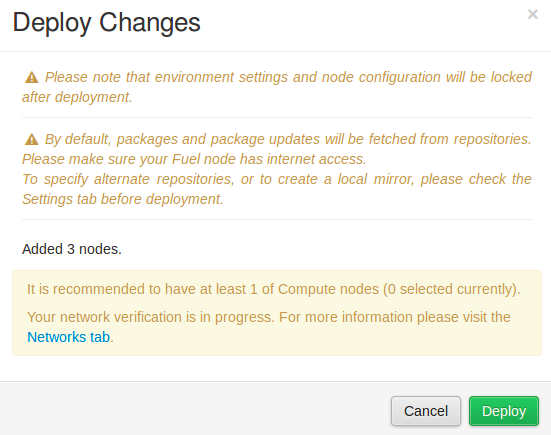 Deploy Changes
×
Please note that environment settings and node configuration will be locked
after deployment.
By default, packages and package updates will be fetched from repositories.
Please make sure your Fuel node has internet access.
To specify alternate repositories, or to create a local mirror, please check the
Settings tab before deployment.
Added 3 nodes.
It is recommended to have at least 1 of Compute nodes (0 selected currently).
Your network verification is in progress. For more information please visit the
Networks tab.
Cancel
Deploy